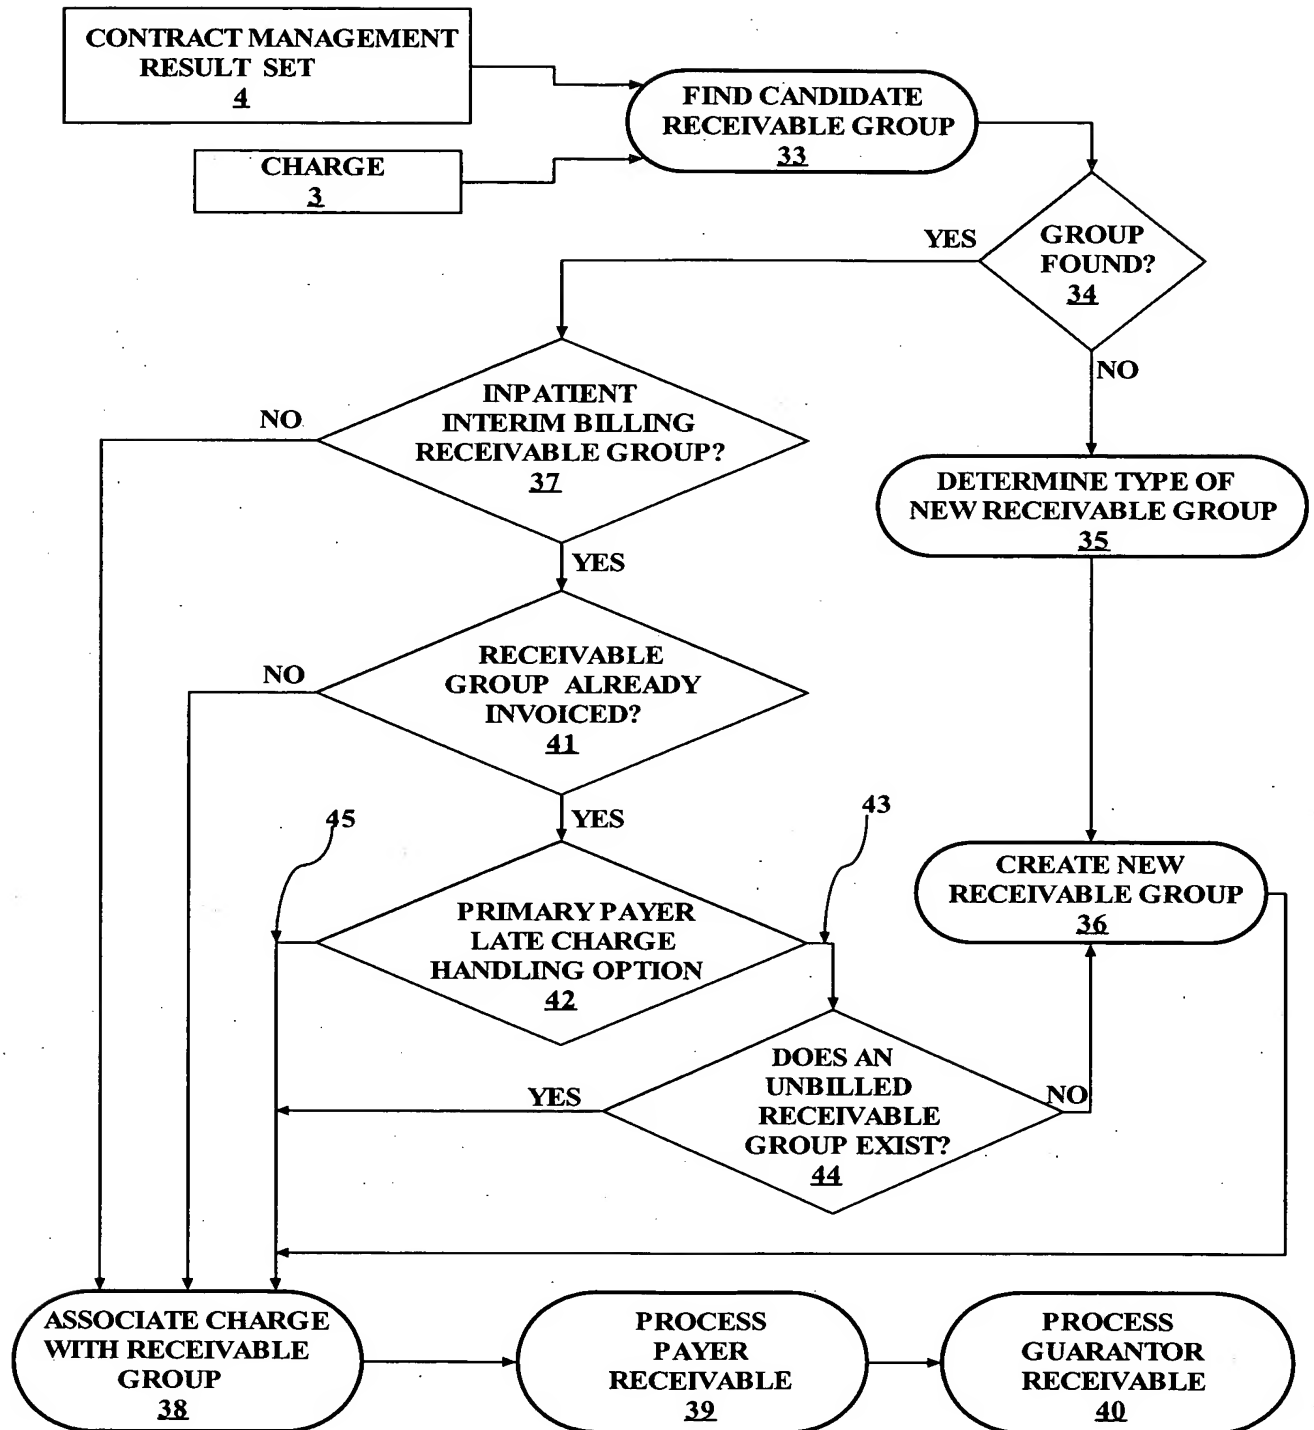 CONTRACT MANAGEMENT
RESULT SET
4
FIND CANDIDATE
RECEIVABLE GROUP
33
CHARGE
3
YES
GROUP
FOUND?
34
NO
INPATIENT
INTERIM BILLING
RECEIVABLE GROUP?
37
NO
DETERMINE TYPE OF
NEW RECEIVABLE GROUP
35
YES
RECEIVABLE
GROUP ALREADY
INVOICED?
41
NO
YES
45
43
CREATE NEW
RECEIVABLE GROUP
36
PRIMARY PAYER
LATE CHARGE
HANDLING OPTION
42
DOES AN
UNBILLED
RECEIVABLE
GROUP EXIST?
44
YES
NO
ASSOCIATE CHARGE
WITH RECEIVABLE
GROUP
38
PROCESS
PAYER
RECEIVABLE
39
PROCESS
GUARANTOR
RECEIVABLE
40